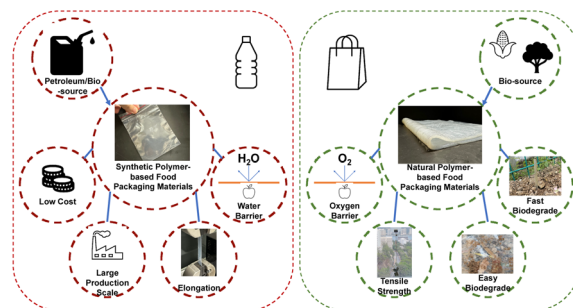 Petroleum/Bio
-source
Synthetic Polymer-
based Food
Packaging Materials
Low Cost
H₂O
Water
Barrier
Large
Production
Scale
Elongation
Bio-source
Natural Polymer-
based Food
Packaging Materials
O₂
Oxygen
Barrier
Fast
Biodegrade
Tensile
Strength
Easy
Biodegrade